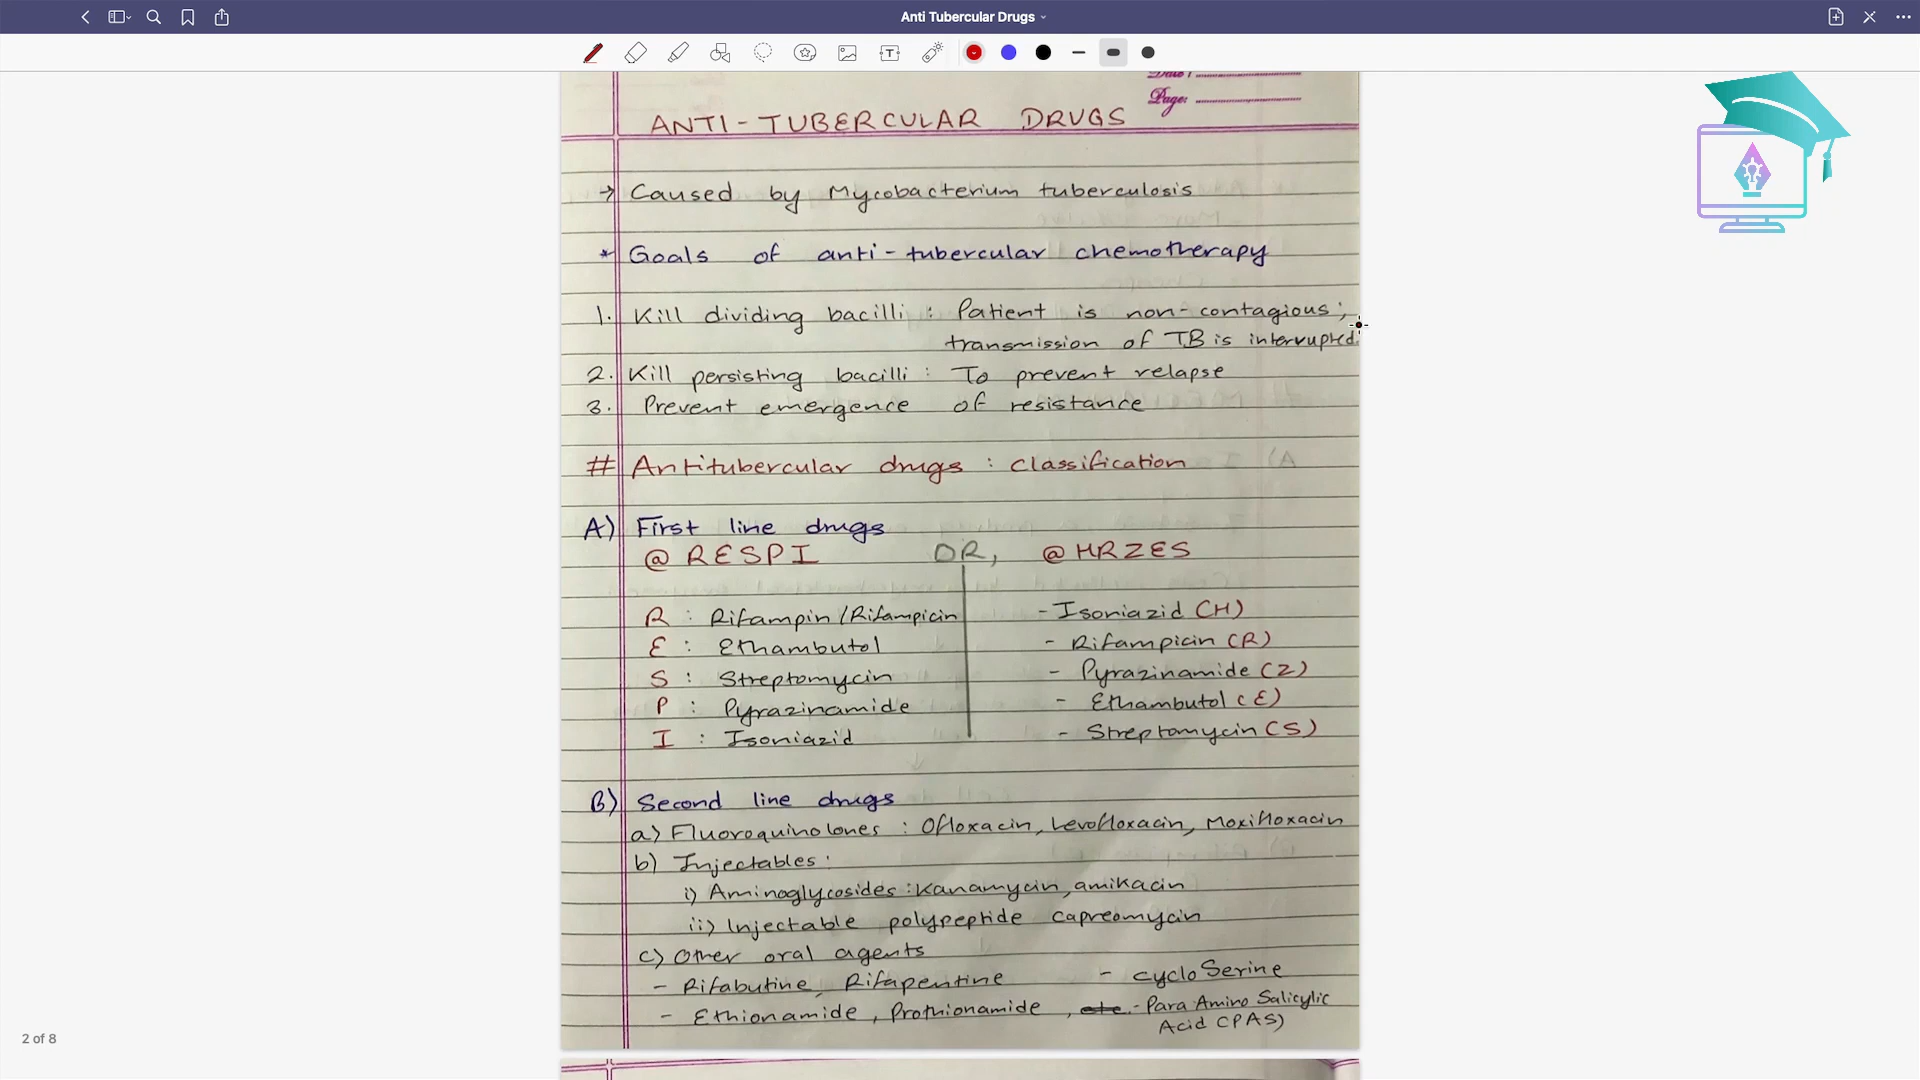 Anti Tubercular Drugs
Date :
Page:
ANTI-TUBERCULAR DRUGS
→ Caused by Mycobacterium tuberculosis
* Goals of anti-tubercular chemotherapy
1. Kill dividing bacilli : Patient is non-contagious;
transmission of TB is interrupted.
2. Kill persisting bacilli : To prevent relapse
3. Prevent emergence of resistance
# Antitubercular drugs : classification
A) First line drugs
@ RESPI OR, @ HRZES
R : Rifampin/Rifampicin - Isoniazid (H)
E : Ethambutol - Rifampicin (R)
S : Streptomycin - Pyrazinamide (Z)
P : Pyrazinamide - Ethambutol (E)
I : Isoniazid - Streptomycin (S)
B) Second line drugs
a) Fluoroquinolones : Ofloxacin, Levofloxacin, Moxifloxacin
b) Injectables :
i) Aminoglycosides : Kanamycin, amikacin
ii) Injectable polypeptide capreomycin
c) Other oral agents
- Rifabutine, Rifapentine - cycloSerine
- Ethionamide, Prothionamide, etc. - Para Amino Salicylic
Acid (PAS)
2 of 8